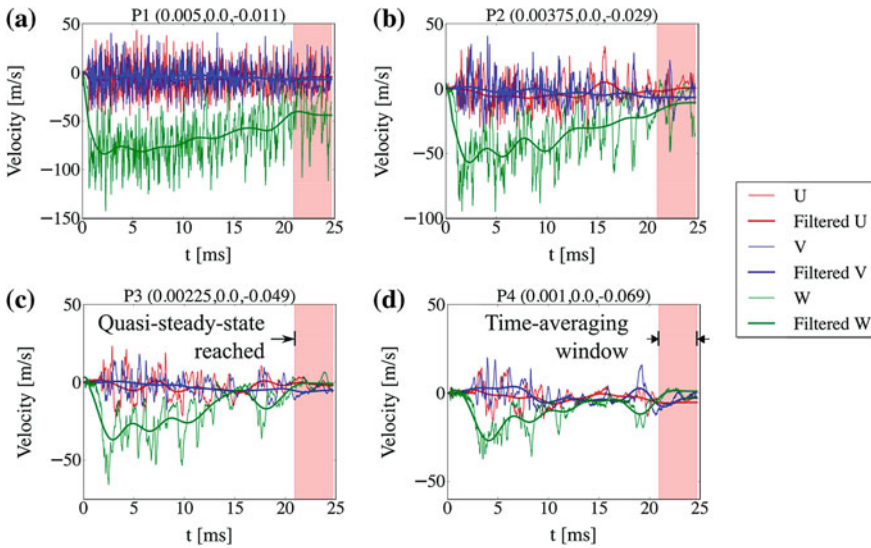 (a)
P1 (0.005,0.0,-0.011)
50
0
−50
−100
−150
Velocity [m/s]
0 5 10 15 20 25
t [ms]
(b)
P2 (0.00375,0.0,-0.029)
50
0
−50
−100
Velocity [m/s]
0 5 10 15 20 25
t [ms]
(c)
P3 (0.00225,0.0,-0.049)
50
0
−50
Velocity [m/s]
Quasi-steady-state
reached
0 5 10 15 20 25
t [ms]
(d)
P4 (0.001,0.0,-0.069)
50
0
−50
Velocity [m/s]
Time-averaging
window
0 5 10 15 20 25
t [ms]
U
Filtered U
V
Filtered V
W
Filtered W